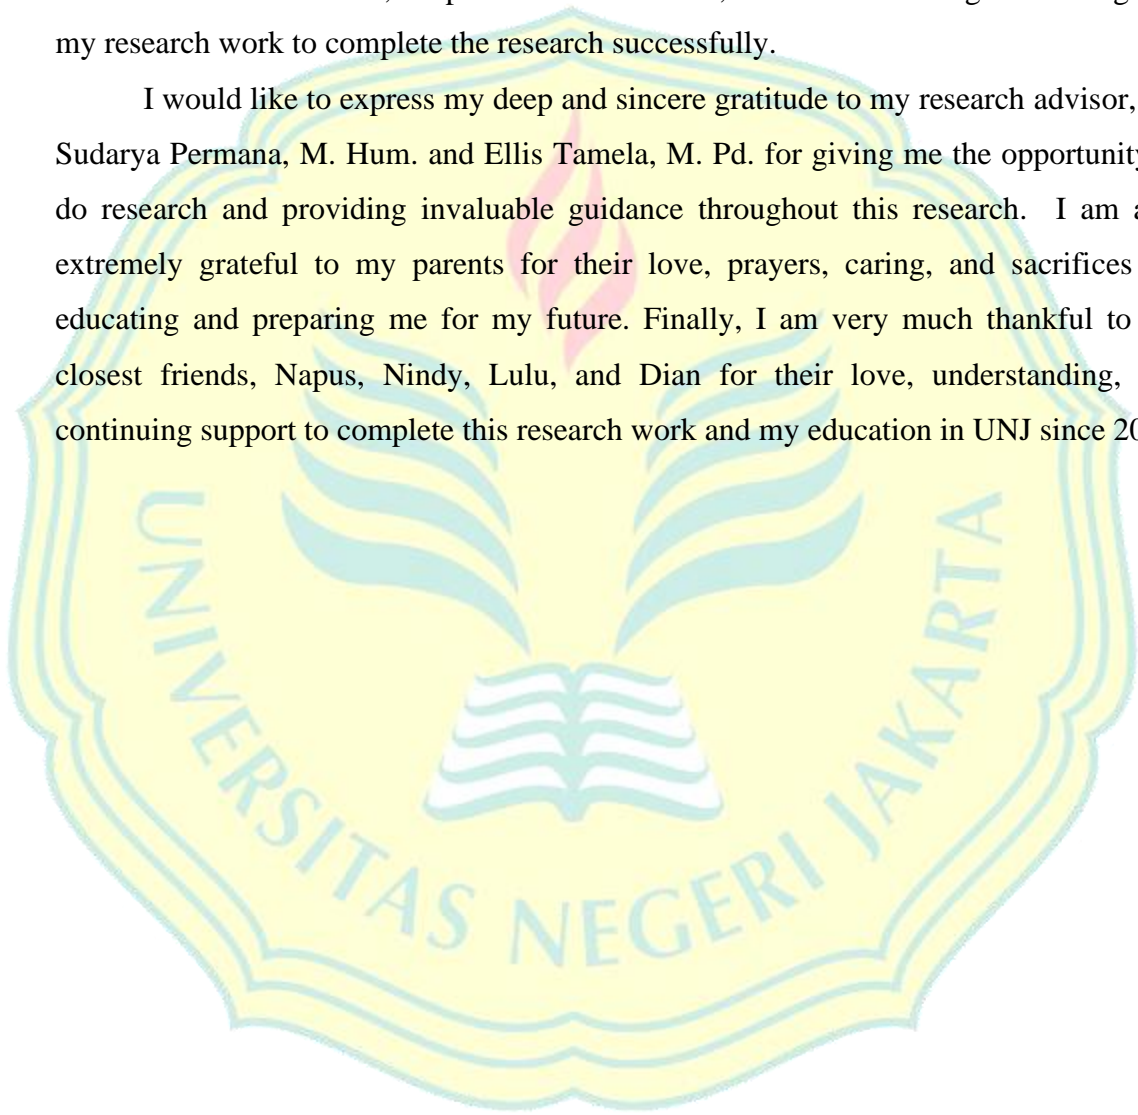 my research work to complete the research successfully.
I would like to express my deep and sincere gratitude to my research advisor,
Sudarya Permana, M. Hum. and Ellis Tamela, M. Pd. for giving me the opportunity
do research and providing invaluable guidance throughout this research. I am
extremely grateful to my parents for their love, prayers, caring, and sacrifices
educating and preparing me for my future. Finally, I am very much thankful to
closest friends, Napus, Nindy, Lulu, and Dian for their love, understanding,
continuing support to complete this research work and my education in UNJ since
UNIVERSITAS NEGERI JAKARTA